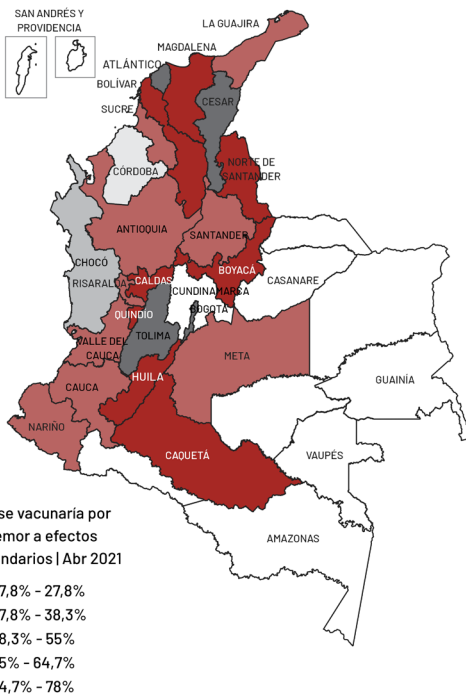 SAN ANDRÉS Y
PROVIDENCIA
LA GUAJIRA
MAGDALENA
ATLÁNTICO
BOLÍVAR
CESAR
SUCRE
NORTE DE
SANTANDER
CÓRDOBA
ANTIOQUIA
SANTANDER
CHOCÓ
BOYACÁ
RISARALDA
CALDAS
CASANARE
CUNDINAMARCA
BOGOTÁ
QUINDÍO
TOLIMA
VALLE DEL
CAUCA
META
HUILA
GUAINÍA
CAUCA
NARIÑO
CAQUETÁ
VAUPÉS
AMAZONAS
se vacunaría por
emor a efectos
ndarios | Abr 2021
7,8% - 27,8%
7,8% - 38,3%
8,3% - 55%
5% - 64,7%
4,7% - 78%